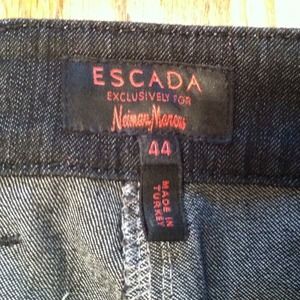 ESCADA
EXCLUSIVELY FOR
Neiman Marcus
44
MADE IN
TURKEY